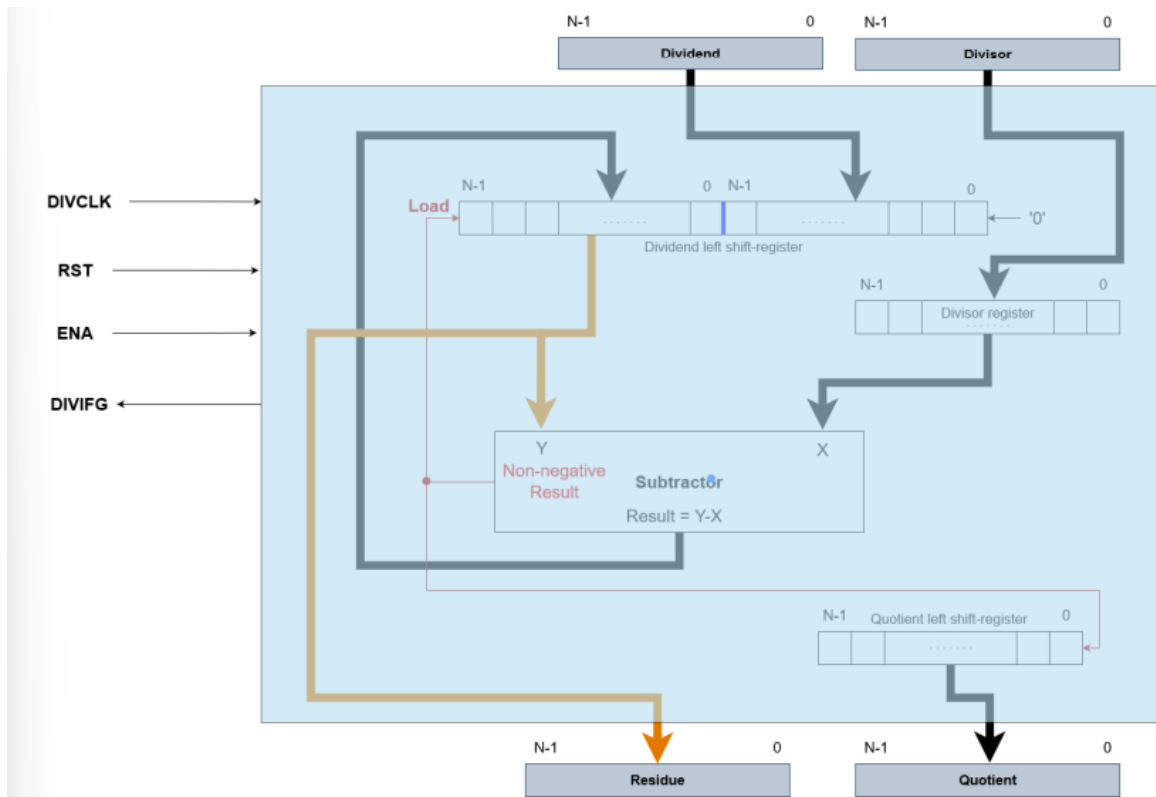 N-1 0 N-1 0
Dividend Divisor
DIVCLK
N-1 0 N-1 0
Load
.......
.......
'0'
Dividend left shift-register
RST
N-1 0
Divisor register
.......
ENA
DIVIFG
Y X
Non-negative
Result
Subtractor
Result = Y-X
N-1 Quotient left shift-register 0
.......
N-1 0 N-1 0
Residue Quotient